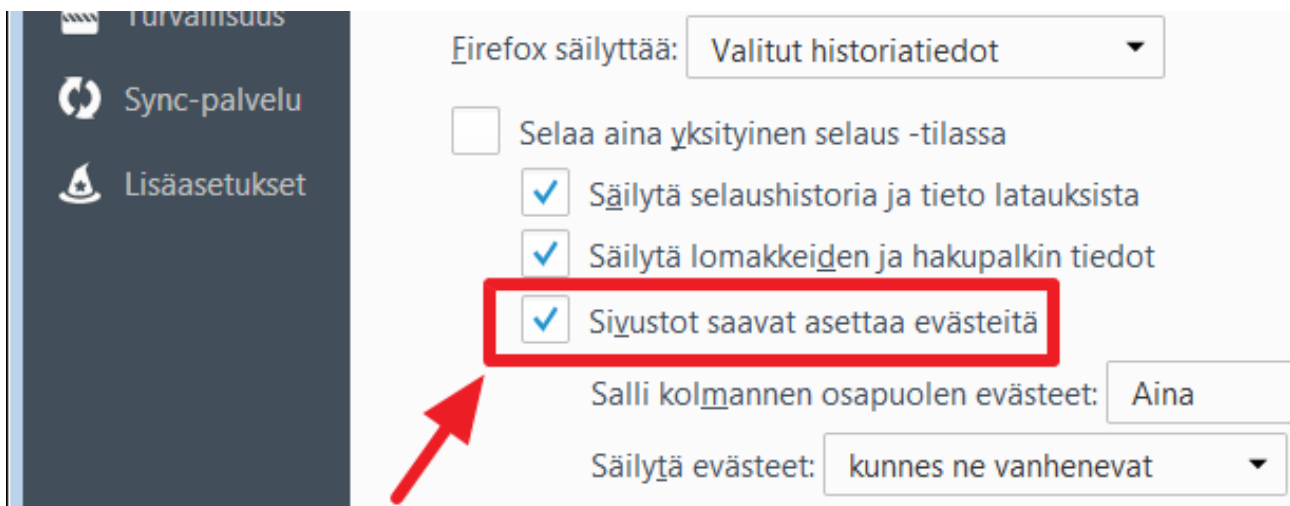 Turvallisuus
Firefox säilyttää: Valitut historiatiedot
Sync-palvelu
Selaa aina yksityinen selaus -tilassa
Lisäasetukset
Säilytä selaushistoria ja tieto latauksista
Säilytä lomakkeiden ja hakupalkin tiedot
Sivustot saavat asettaa evästeitä
Salli kolmannen osapuolen evästeet: Aina
Säilytä evästeet: kunnes ne vanhenevat